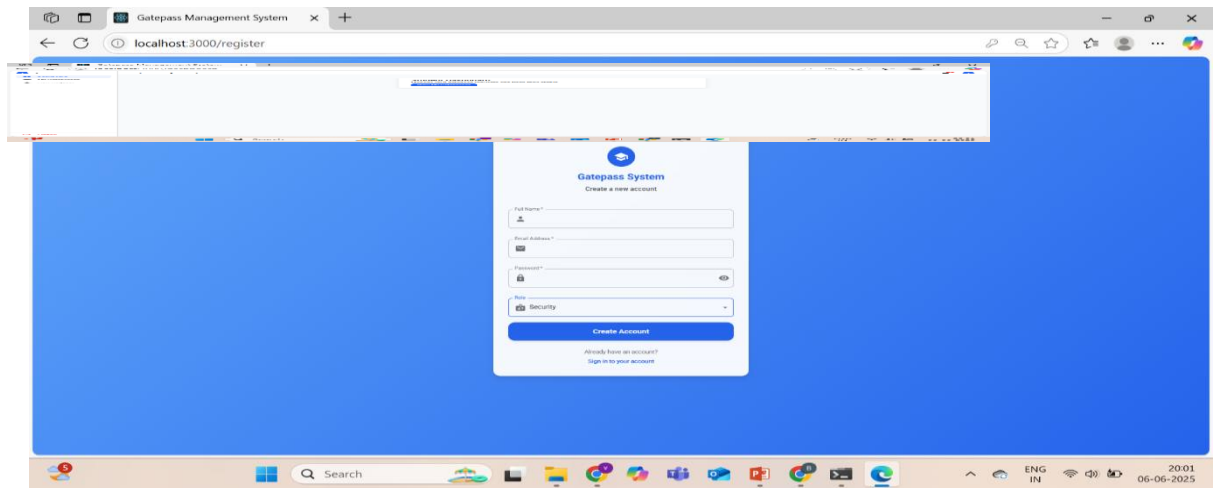 Gatepass Management System
localhost:3000/register
Gatepass System
Create a new account
Full Name *
Email Address *
Password *
Role
Security
Create Account
Already have an account?
Sign in to your account
5
Search
ENG
IN
20:01
06-06-2025